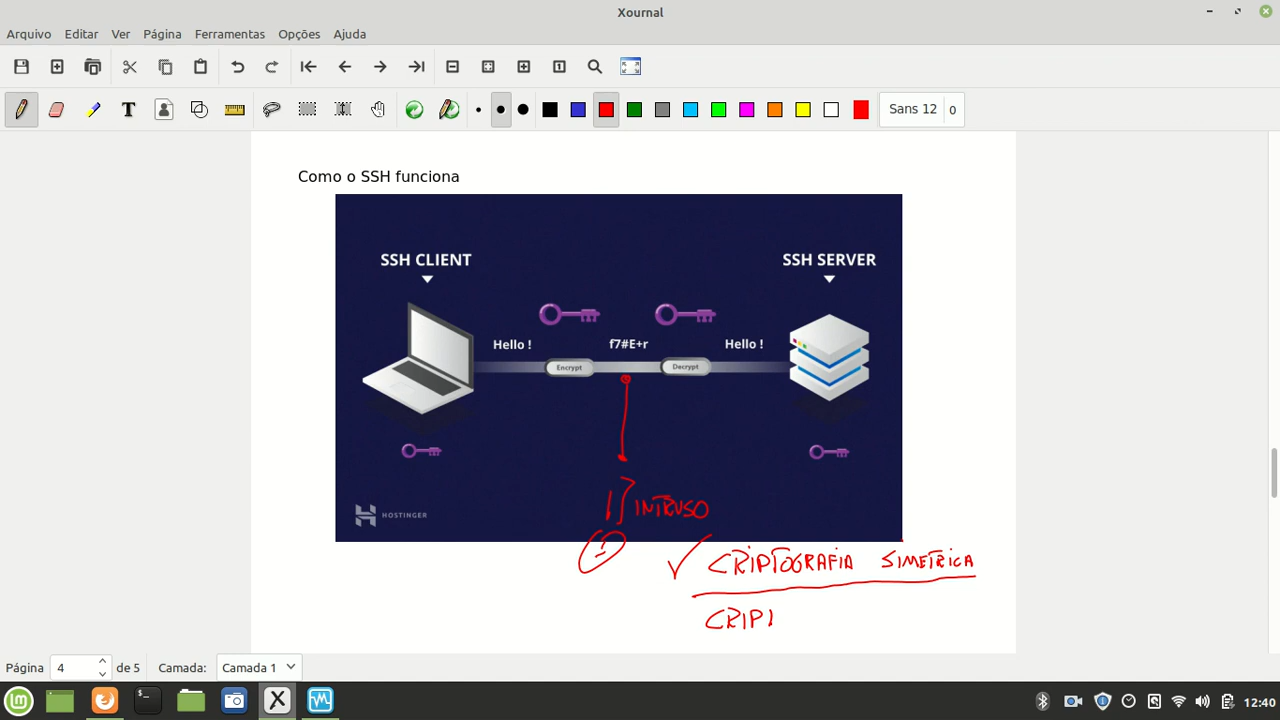 Xournal
Arquivo Editar Ver Página Ferramentas Opções Ajuda
Sans 12 0
Como o SSH funciona
SSH CLIENT SSH SERVER
Hello ! f7#E+r Hello !
Encrypt Decrypt
HOSTINGER
INTRUSO
CRIPTOGRAFIA SIMETRICA
CRIP
Página 4 de 5 Camada: Camada 1
12:40